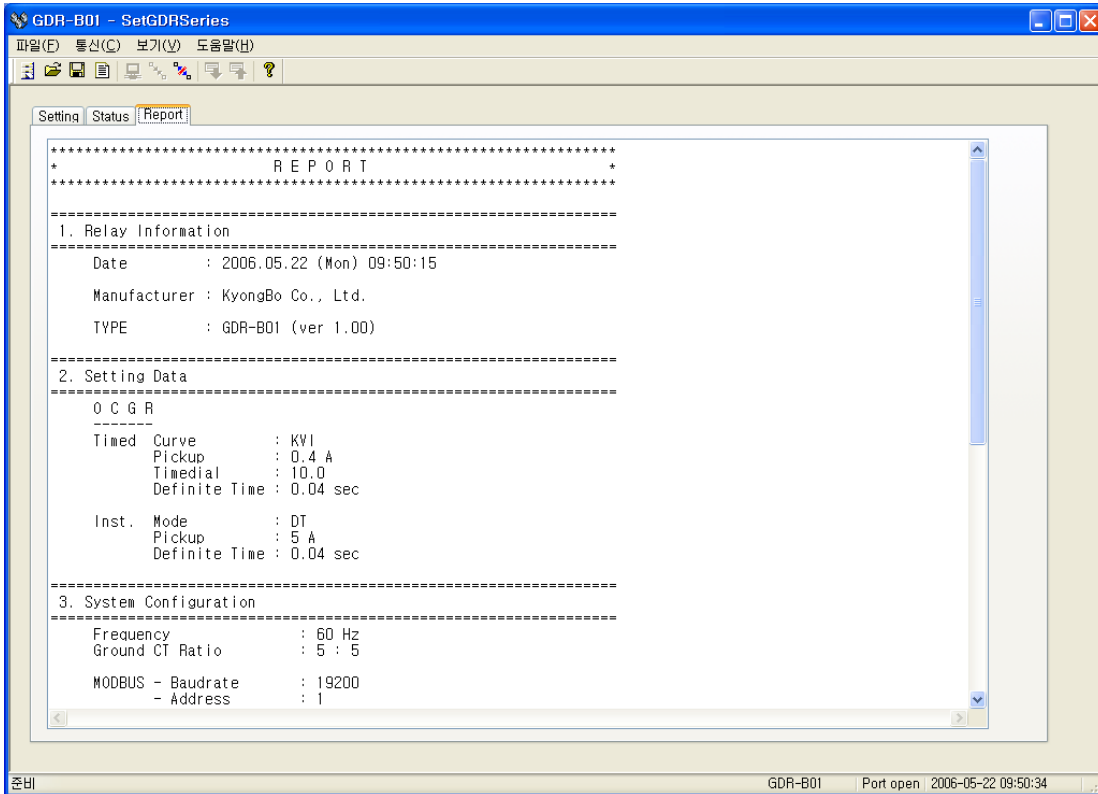 GDR-B01 - SetGDRSeries
파일(F) 통신(C) 보기(V) 도움말(H)
Setting Status Report
*******************************************************************
* R E P O R T *
*******************************************************************
===================================================================
1. Relay Information
===================================================================
Date : 2006.05.22 (Mon) 09:50:15
Manufacturer : KyongBo Co., Ltd.
TYPE : GDR-B01 (ver 1.00)
===================================================================
2. Setting Data
===================================================================
O C G R
-------
Timed Curve : KVI
Pickup : 0.4 A
Timedial : 10.0
Definite Time : 0.04 sec
Inst. Mode : DT
Pickup : 5 A
Definite Time : 0.04 sec
===================================================================
3. System Configuration
===================================================================
Frequency : 60 Hz
Ground CT Ratio : 5 : 5
MODBUS - Baudrate : 19200
- Address : 1
준비 GDR-B01 Port open 2006-05-22 09:50:34